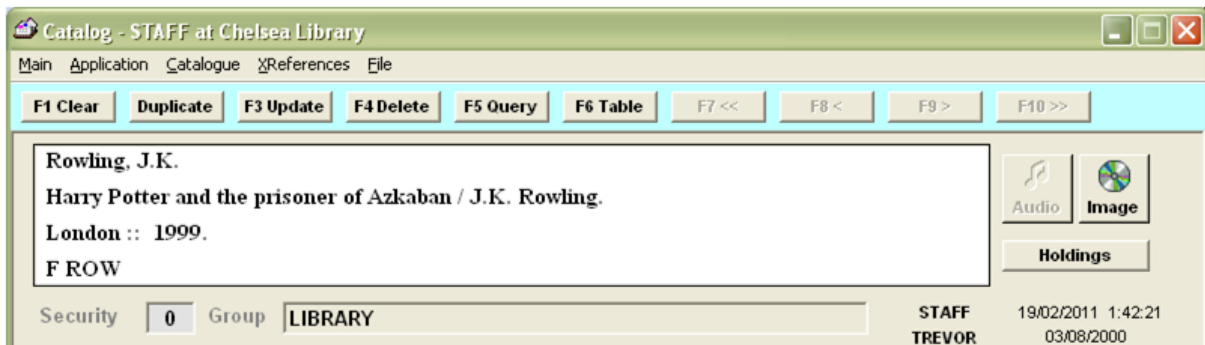 Catalog - STAFF at Chelsea Library
Main Application Catalogue XReferences File
F1 Clear Duplicate F3 Update F4 Delete F5 Query F6 Table F7 << F8 < F9 > F10 >>
Rowling, J.K.
Harry Potter and the prisoner of Azkaban / J.K. Rowling.
London :: 1999.
F ROW
Audio Image
Holdings
Security 0 Group LIBRARY STAFF 19/02/2011 1:42:21
TREVOR 03/08/2000